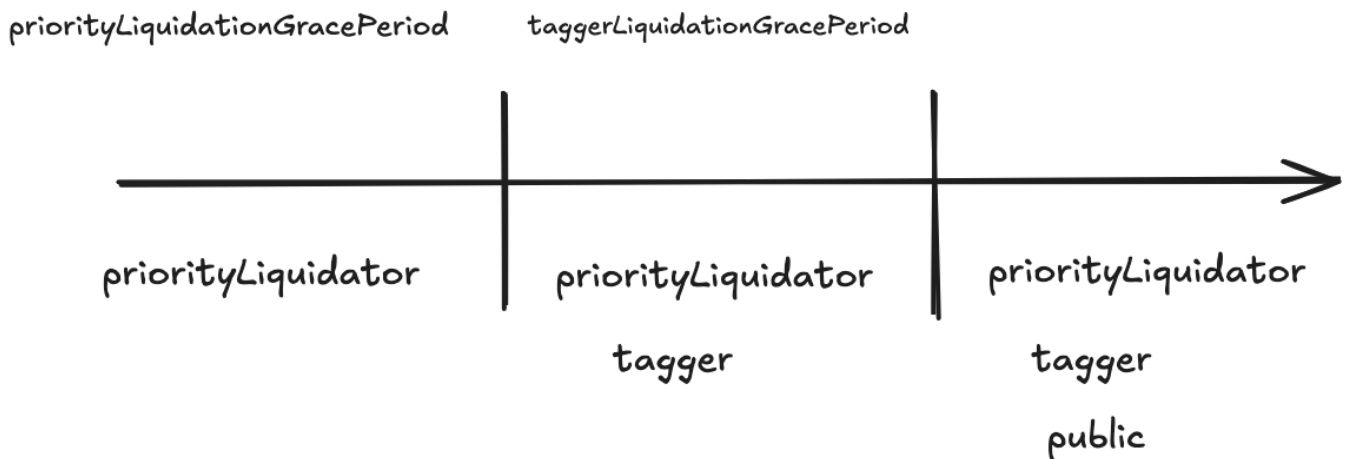 priorityLiquidationGracePeriod
taggerLiquidationGracePeriod
priorityLiquidator
priorityLiquidator
priorityLiquidator
tagger
tagger
public